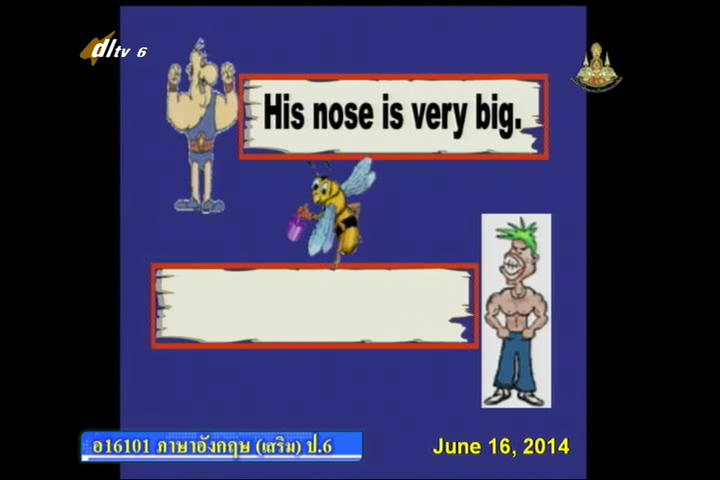 dltv 6
His nose is very big.
อ16101 ภาษาอังกฤษ (เสริม) ป.6
June 16, 2014